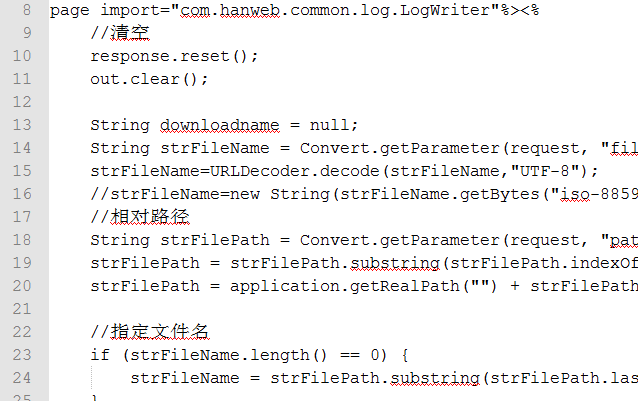 8 page import="com.hanweb.common.log.LogWriter"%><%
9 //清空
10 response.reset();
11 out.clear();
12
13 String downloadname = null;
14 String strFileName = Convert.getParameter(request, "fil
15 strFileName=URLDecoder.decode(strFileName,"UTF-8");
16 //strFileName=new String(strFileName.getBytes("iso-8859
17 //相对路径
18 String strFilePath = Convert.getParameter(request, "pat
19 strFilePath = strFilePath.substring(strFilePath.indexOf
20 strFilePath = application.getRealPath("") + strFilePath
21
22 //指定文件名
23 if (strFileName.length() == 0) {
24 strFileName = strFilePath.substring(strFilePath.las
25 }